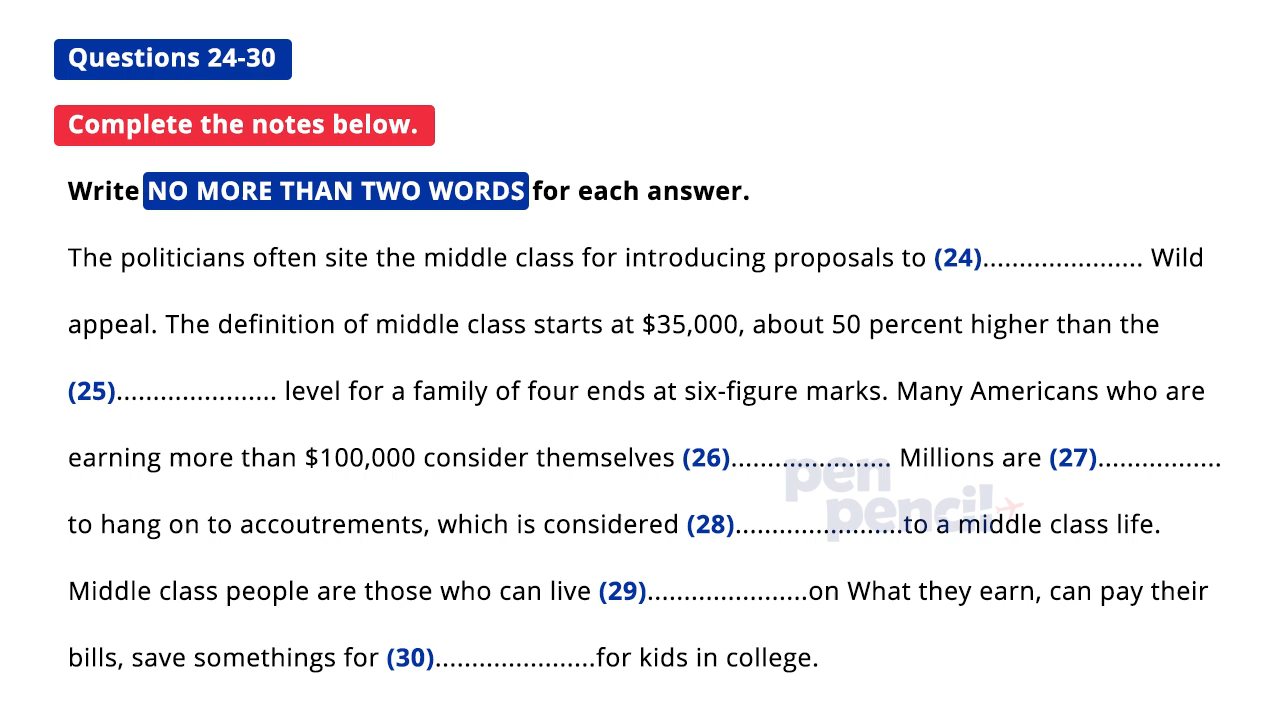 Questions 24-30
Complete the notes below.
Write NO MORE THAN TWO WORDS for each answer.
The politicians often site the middle class for introducing proposals to (24)...................... Wild
appeal. The definition of middle class starts at $35,000, about 50 percent higher than the
(25)...................... level for a family of four ends at six-figure marks. Many Americans who are
earning more than $100,000 consider themselves (26)...................... Millions are (27).................
to hang on to accoutrements, which is considered (28).......................to a middle class life.
Middle class people are those who can live (29)......................on What they earn, can pay their
bills, save somethings for (30)......................for kids in college.
pen
pencil